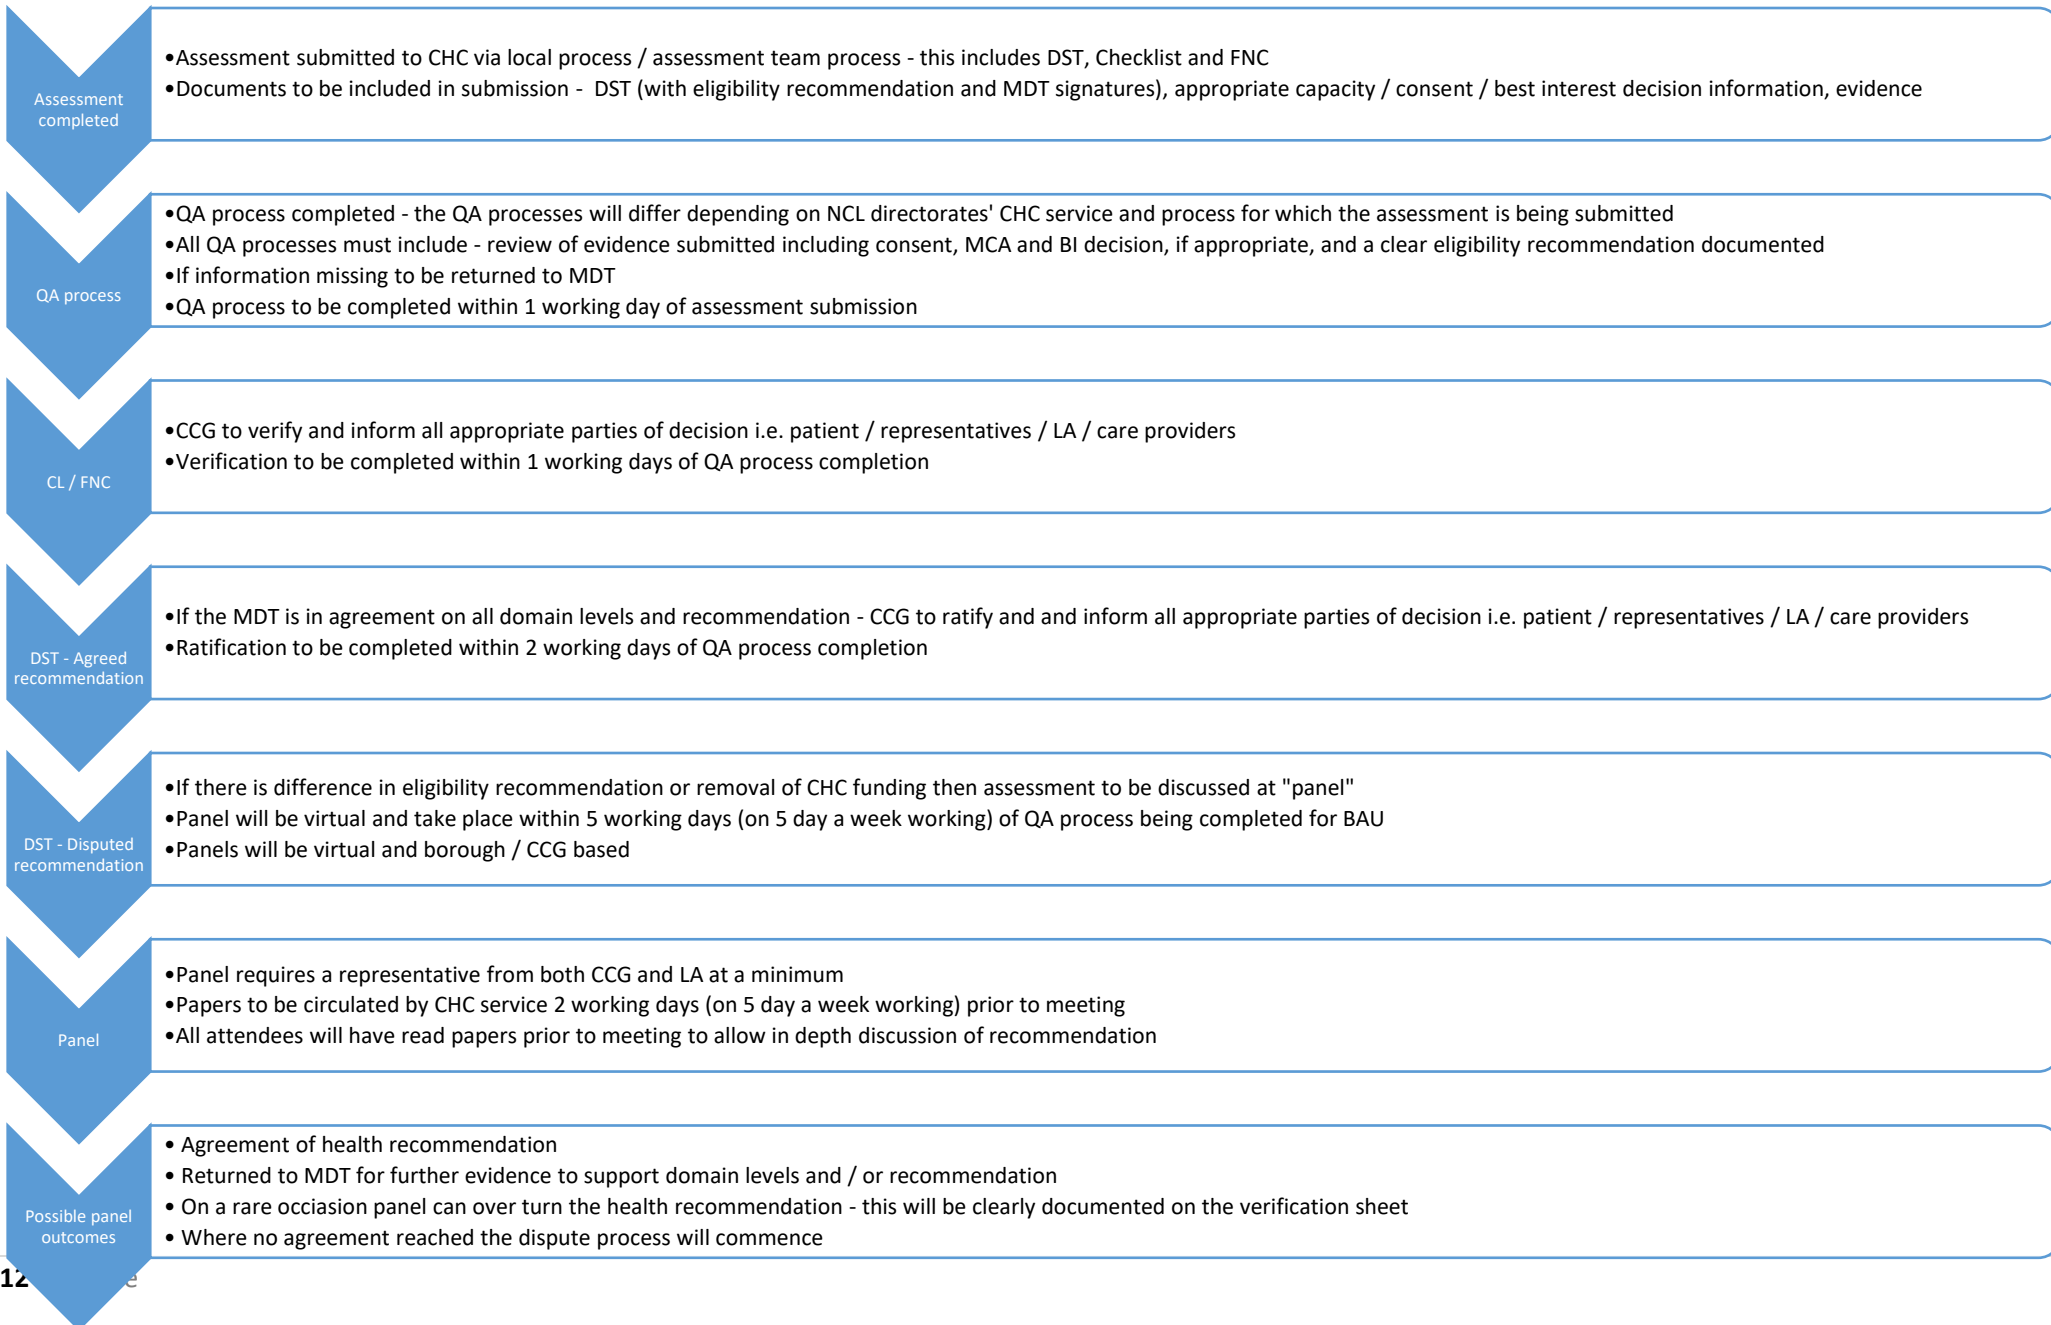 Assessment
completed
•Assessment submitted to CHC via local process / assessment team process - this includes DST, Checklist and FNC
•Documents to be included in submission -  DST (with eligibility recommendation and MDT signatures), appropriate capacity / consent / best interest decision information, evidence
QA process
•QA process completed - the QA processes will differ depending on NCL directorates' CHC service and process for which the assessment is being submitted
•All QA processes must include - review of evidence submitted including consent, MCA and BI decision, if appropriate, and a clear eligibility recommendation documented
•If information missing to be returned to MDT
•QA process to be completed within 1 working day of assessment submission
CL / FNC
•CCG to verify and inform all appropriate parties of decision i.e. patient / representatives / LA / care providers
•Verification to be completed within 1 working days of QA process completion
DST - Agreed
recommendation
•If the MDT is in agreement on all domain levels and recommendation - CCG to ratify and and inform all appropriate parties of decision i.e. patient / representatives / LA / care providers
•Ratification to be completed within 2 working days of QA process completion
DST - Disputed
recommendation
•If there is difference in eligibility recommendation or removal of CHC funding then assessment to be discussed at "panel"
•Panel will be virtual and take place within 5 working days (on 5 day a week working) of QA process being completed for BAU
•Panels will be virtual and borough / CCG based
Panel
•Panel requires a representative from both CCG and LA at a minimum
•Papers to be circulated by CHC service 2 working days (on 5 day a week working) prior to meeting
•All attendees will have read papers prior to meeting to allow in depth discussion of recommendation
Possible panel
outcomes
• Agreement of health recommendation
• Returned to MDT for further evidence to support domain levels and / or recommendation
• On a rare occiasion panel can over turn the health recommendation - this will be clearly documented on the verification sheet
• Where no agreement reached the dispute process will commence
12